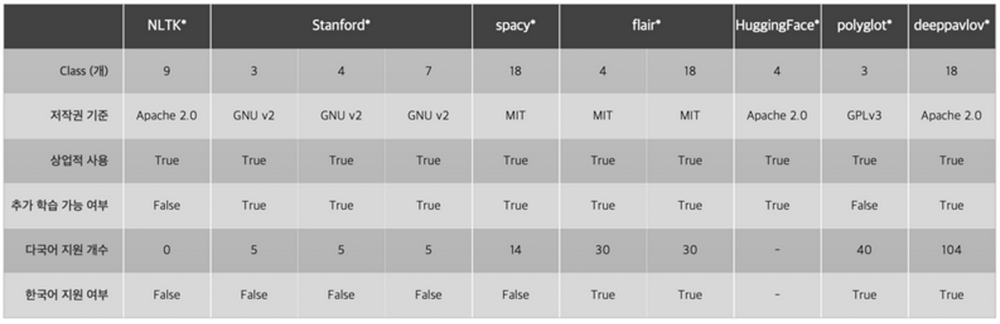 NLTK* Stanford* spacy* flair* HuggingFace* polyglot* deeppavlov*
Class (개) 9 3 4 7 18 4 18 4 3 18
저작권 기준 Apache 2.0 GNU v2 GNU v2 GNU v2 MIT MIT MIT Apache 2.0 GPLv3 Apache 2.0
상업적 사용 True True True True True True True True True True
추가 학습 가능 여부 False True True True True True True True False True
다국어 지원 개수 0 5 5 5 14 30 30 - 40 104
한국어 지원 여부 False False False False False True True - True True